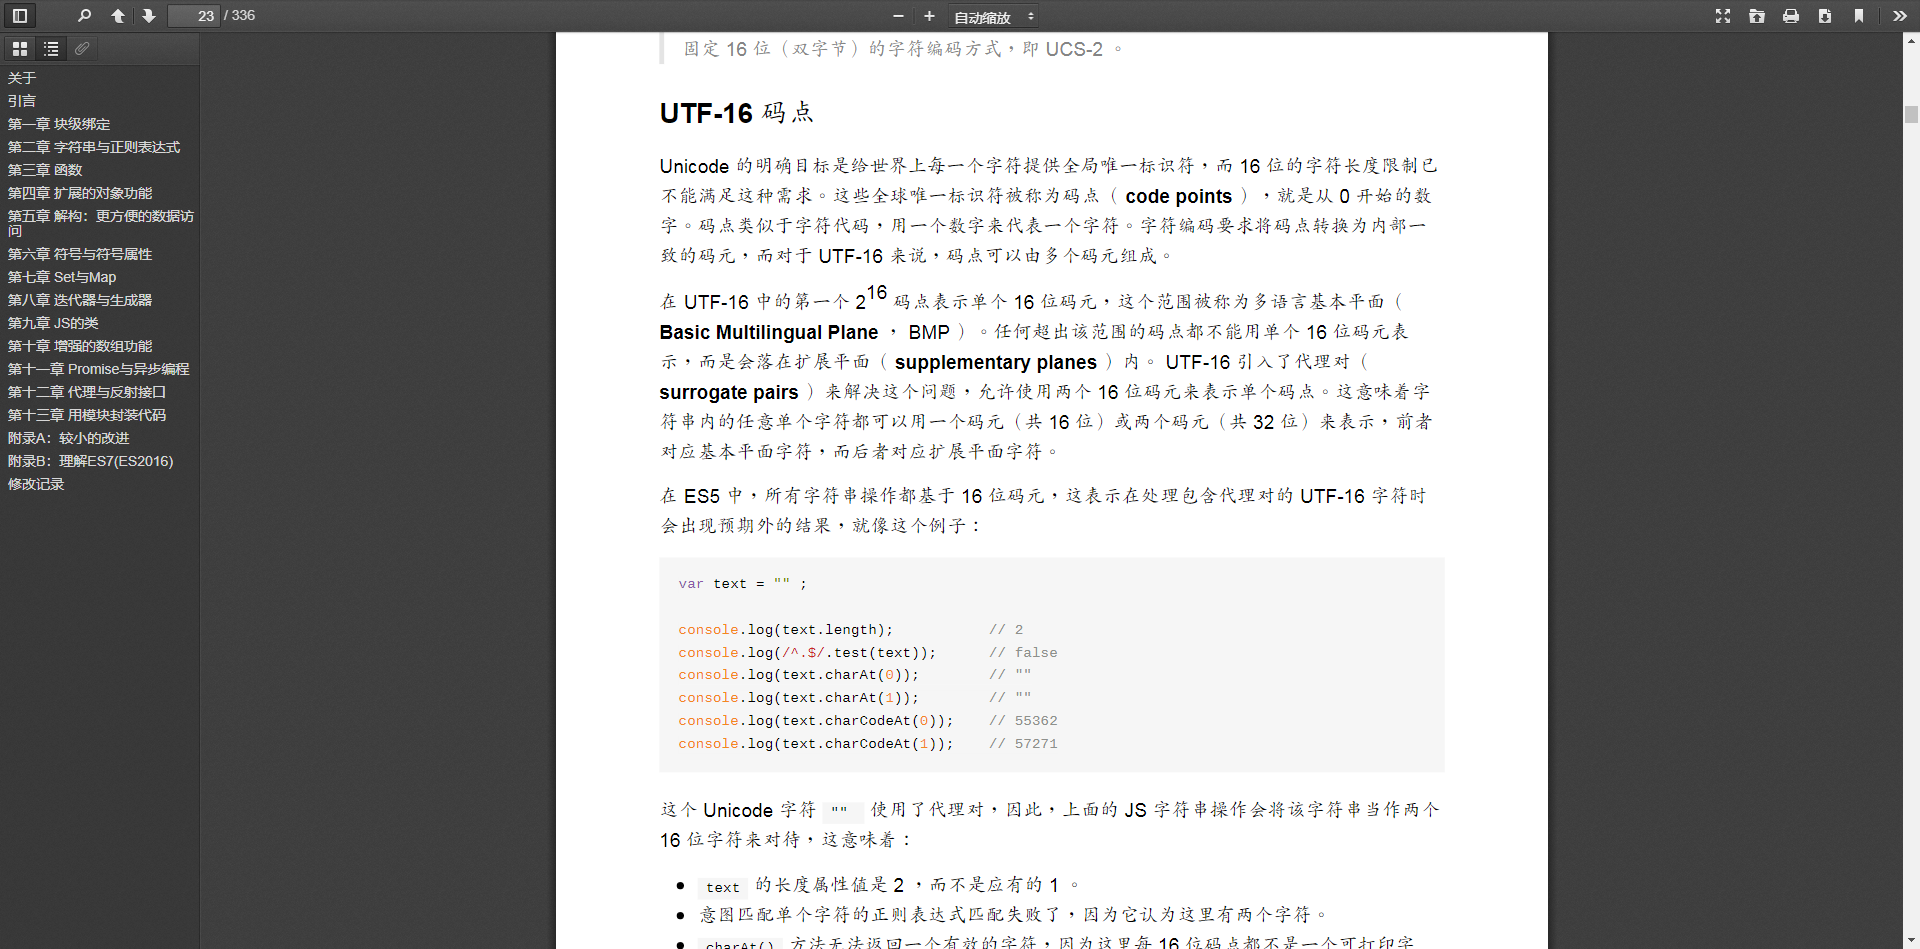 23 / 336
自动缩放
关于
引言
第一章 块级绑定
第二章 字符串与正则表达式
第三章 函数
第四章 扩展的对象功能
第五章 解构：更方便的数据访
问
第六章 符号与符号属性
第七章 Set与Map
第八章 迭代器与生成器
第九章 JS的类
第十章 增强的数组功能
第十一章 Promise与异步编程
第十二章 代理与反射接口
第十三章 用模块封装代码
附录A：较小的改进
附录B：理解ES7(ES2016)
修改记录
固定 16 位（双字节）的字符编码方式，即 UCS-2 。
UTF-16 码点
Unicode 的明确目标是给世界上每一个字符提供全局唯一标识符，而 16 位的字符长度限制已
不能满足这种需求。这些全球唯一标识符被称为码点（ code points ），就是从 0 开始的数
字。码点类似于字符代码，用一个数字来代表一个字符。字符编码要求将码点转换为内部一
致的码元，而对于 UTF-16 来说，码点可以由多个码元组成。
在 UTF-16 中的第一个 2^16 码点表示单个 16 位码元，这个范围被称为多语言基本平面（
Basic Multilingual Plane ， BMP ）。任何超出该范围的码点都不能用单个 16 位码元表
示，而是会落在扩展平面（ supplementary planes ）内。 UTF-16 引入了代理对（
surrogate pairs ）来解决这个问题，允许使用两个 16 位码元来表示单个码点。这意味着字
符串内的任意单个字符都可以用一个码元（共 16 位）或两个码元（共 32 位）来表示，前者
对应基本平面字符，而后者对应扩展平面字符。
在 ES5 中，所有字符串操作都基于 16 位码元，这表示在处理包含代理对的 UTF-16 字符时
会出现预期外的结果，就像这个例子：
var text = "" ;
console.log(text.length); // 2
console.log(/^.$/.test(text)); // false
console.log(text.charAt(0)); // ""
console.log(text.charAt(1)); // ""
console.log(text.charCodeAt(0)); // 55362
console.log(text.charCodeAt(1)); // 57271
这个 Unicode 字符 "" 使用了代理对，因此，上面的 JS 字符串操作会将该字符串当作两个
16 位字符来对待，这意味着：
● text 的长度属性值是 2 ，而不是应有的 1 。
● 意图匹配单个字符的正则表达式匹配失败了，因为它认为这里有两个字符。
● charAt() 方法无法返回一个有效的字符，因为这里每 16 位码点都不是一个可打印字